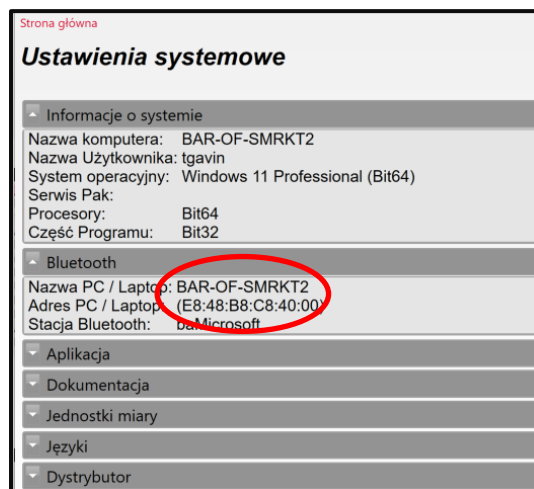 Strona główna
Ustawienia systemowe
Informacje o systemie
Nazwa komputera: BAR-OF-SMRKT2
Nazwa Użytkownika: tgavin
System operacyjny: Windows 11 Professional (Bit64)
Serwis Pak:
Procesory: Bit64
Część Programu: Bit32
Bluetooth
Nazwa PC / Laptop: BAR-OF-SMRKT2
Adres PC / Laptop: (E8:48:B8:C8:40:00)
Stacja Bluetooth: baMicrosoft
Aplikacja
Dokumentacja
Jednostki miary
Języki
Dystrybutor